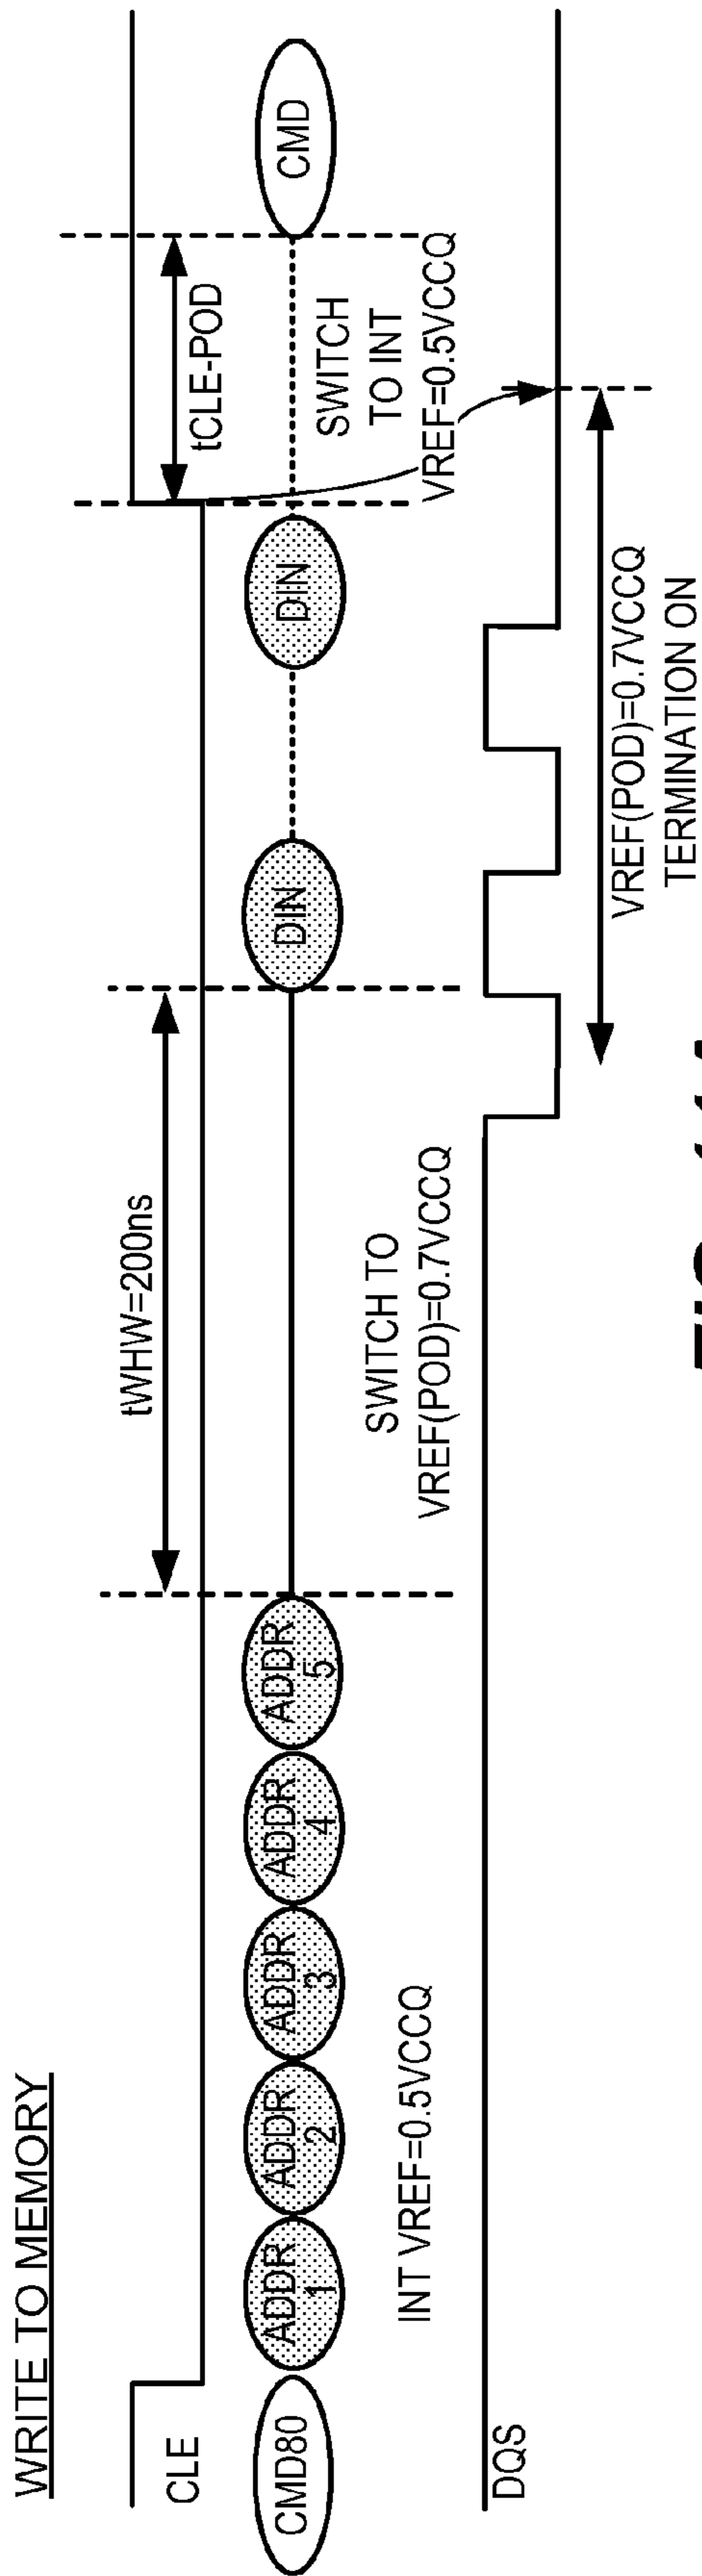 WRITE TO MEMORY
CLE
tWHW=200ns
tCLE-POD
CMD80
ADDR
1
ADDR
2
ADDR
3
ADDR
4
ADDR
5
DIN
DIN
CMD
INT VREF=0.5VCCQ
SWITCH TO
VREF(POD)=0.7VCCQ
SWITCH
TO INT
VREF=0.5VCCQ
DQS
VREF(POD)=0.7VCCQ
TERMINATION ON